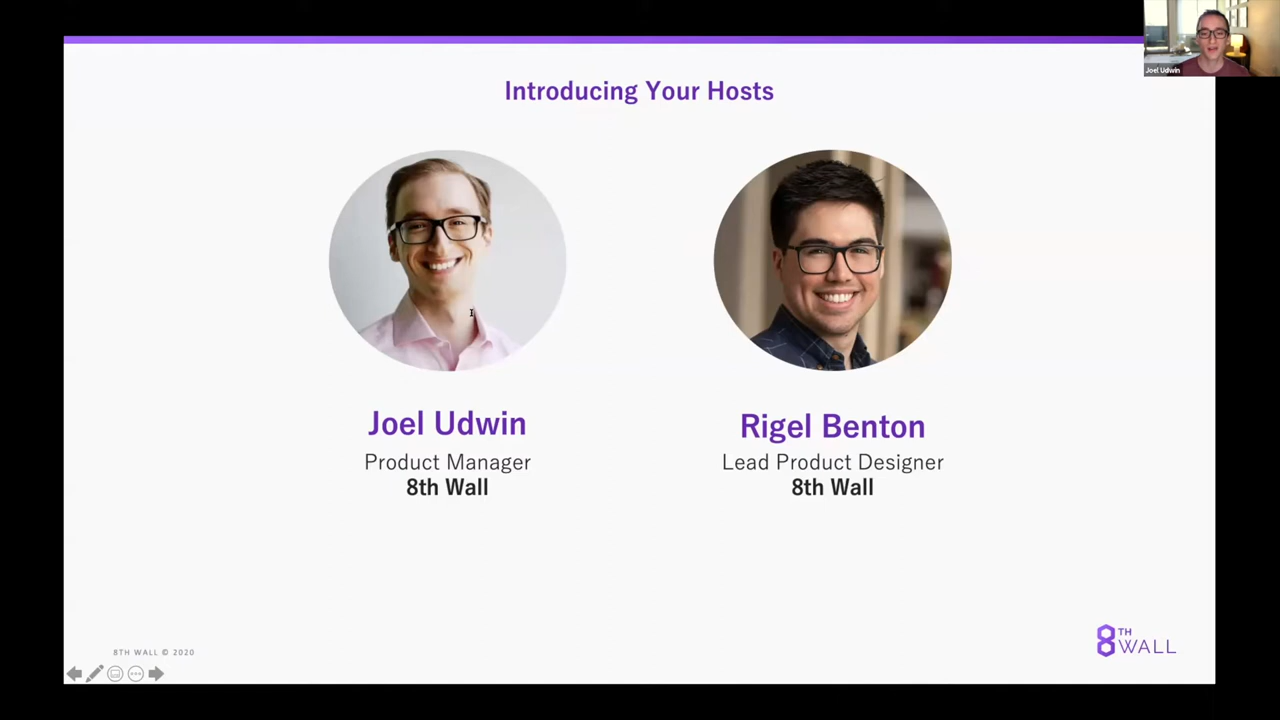 Joel Udwin
Introducing Your Hosts
Joel Udwin
Product Manager
8th Wall
Rigel Benton
Lead Product Designer
8th Wall
8TH WALL © 2020
8TH
WALL